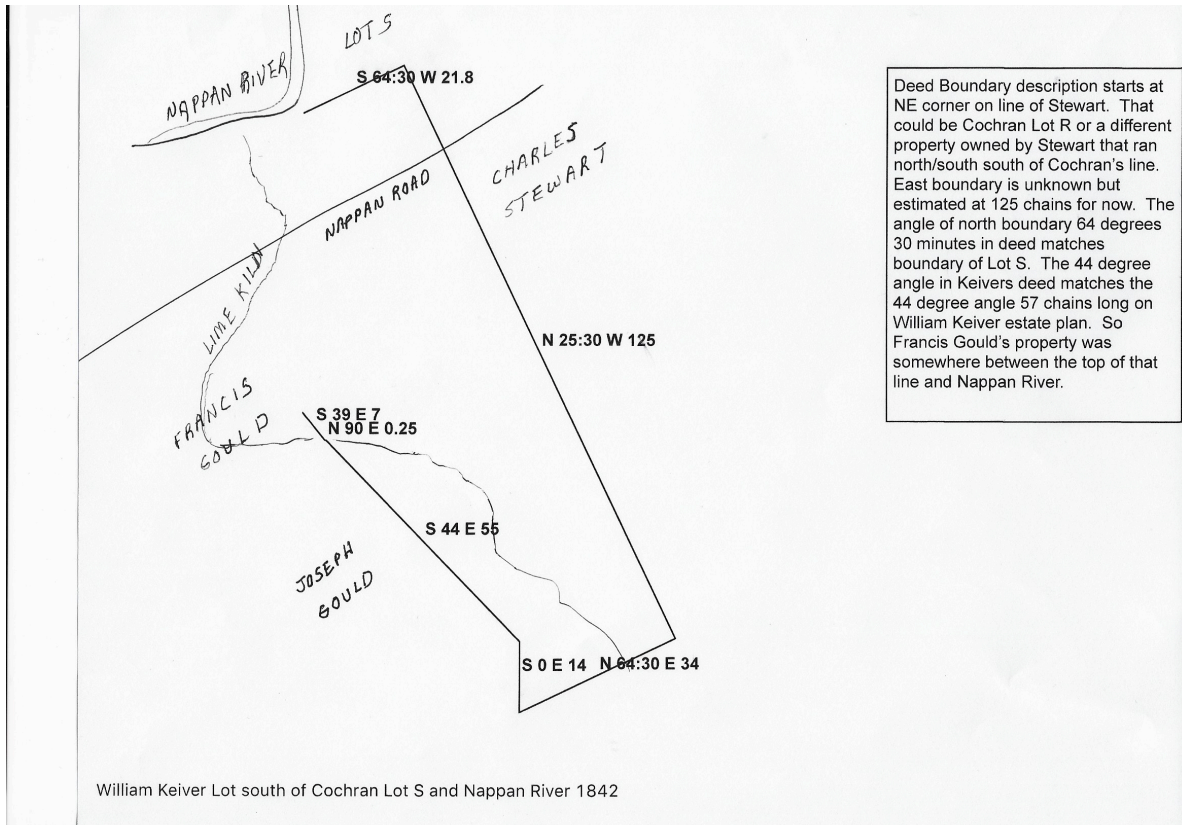 LOT S
NAPPAN RIVER
S 64:30 W 21.8
CHARLES
STEWART
NAPPAN ROAD
LIME KILN
N 25:30 W 125
FRANCIS
GOULD
S 39 E 7
N 90 E 0.25
S 44 E 55
JOSEPH
GOULD
S 0 E 14
N 64:30 E 34
Deed Boundary description starts at
NE corner on line of Stewart. That
could be Cochran Lot R or a different
property owned by Stewart that ran
north/south south of Cochran's line.
East boundary is unknown but
estimated at 125 chains for now. The
angle of north boundary 64 degrees
30 minutes in deed matches
boundary of Lot S. The 44 degree
angle in Keivers deed matches the
44 degree angle 57 chains long on
William Keiver estate plan. So
Francis Gould's property was
somewhere between the top of that
line and Nappan River.
William Keiver Lot south of Cochran Lot S and Nappan River 1842